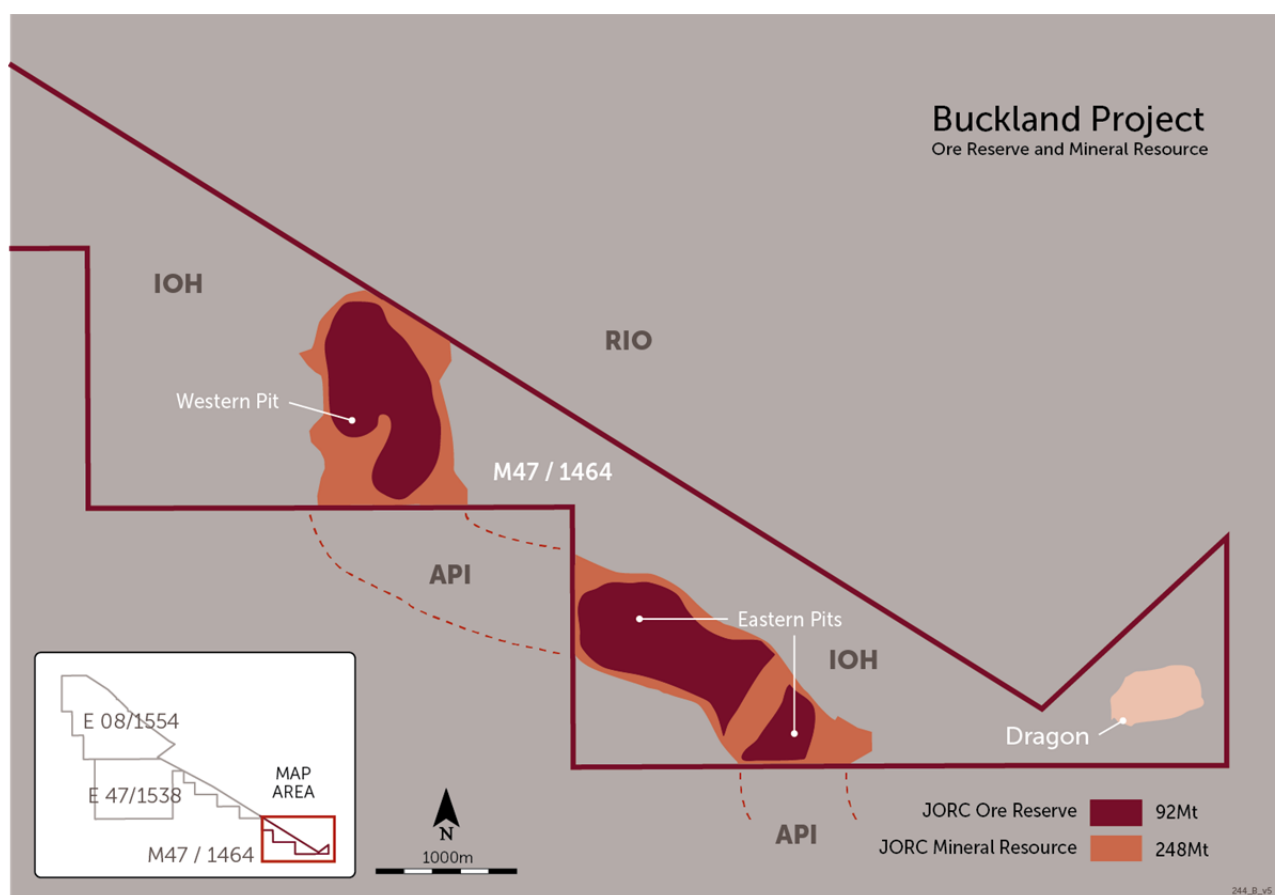 Buckland Project
Ore Reserve and Mineral Resource
IOH
RIO
Western Pit
M47 / 1464
API
Eastern Pits
IOH
Dragon
E 08/1554
E 47/1538
MAP
AREA
M47 / 1464
N
1000m
API
JORC Ore Reserve 92Mt
JORC Mineral Resource 248Mt
244_B_v5